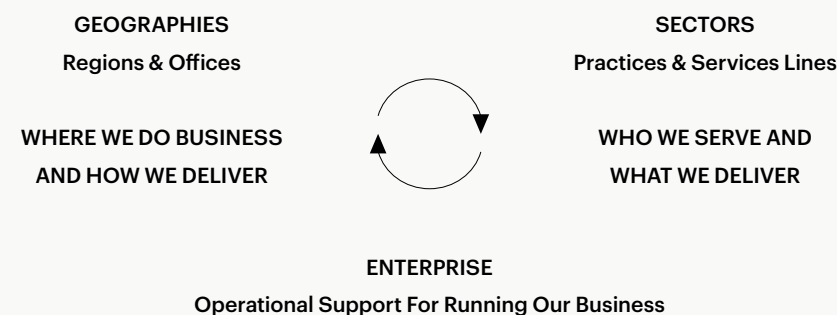 GEOGRAPHIES
Regions & Offices
WHERE WE DO BUSINESS
AND HOW WE DELIVER
SECTORS
Practices & Services Lines
WHO WE SERVE AND
WHAT WE DELIVER
ENTERPRISE
Operational Support For Running Our Business